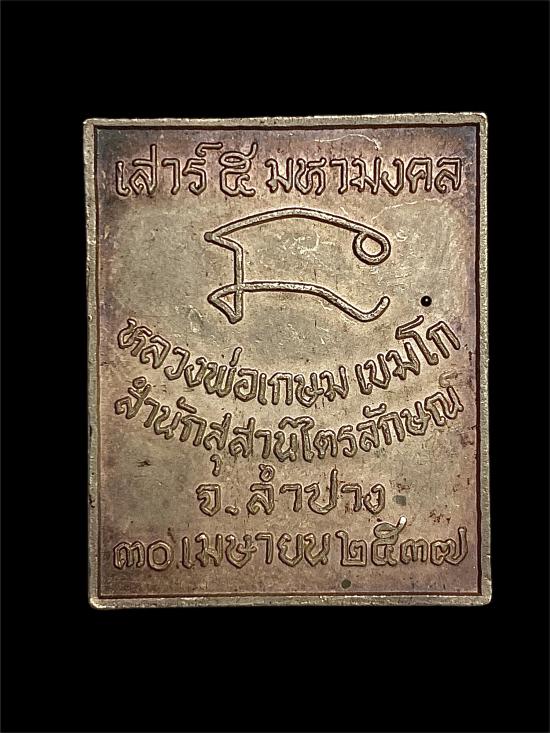 เสาร์ ๕ มหามงคล
หลวงพ่อเกษม เขมโก
สำนักสุสานไตรลักษณ์
จ. ลำปาง
๓๐ เมษายน ๒๕๓๗